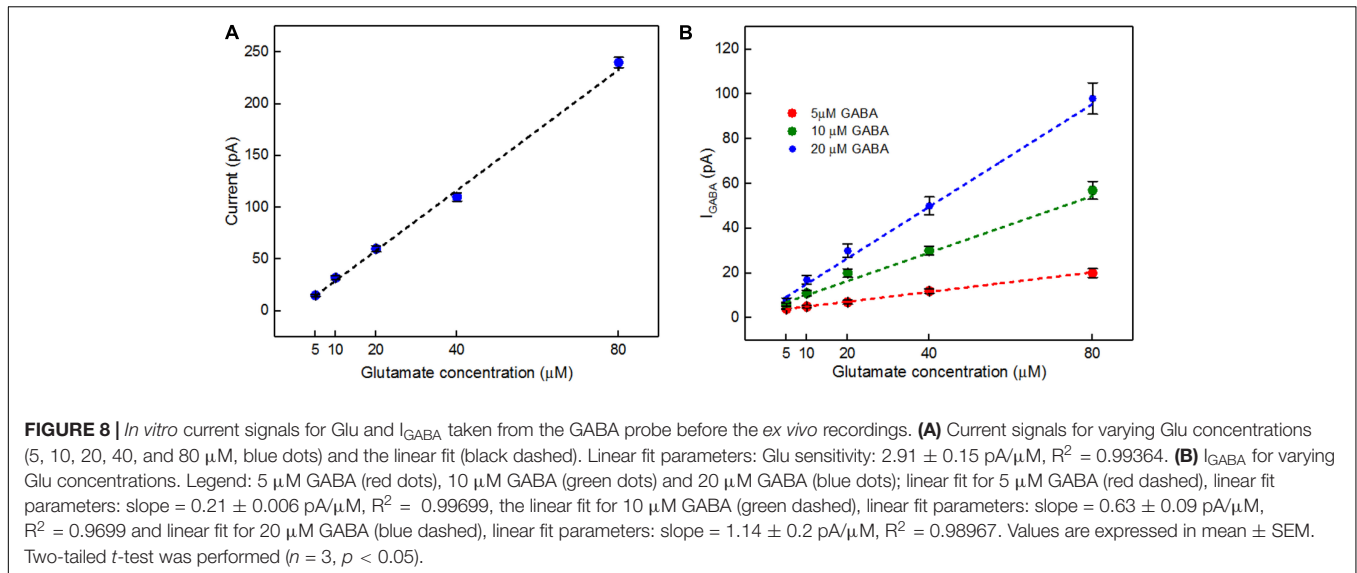 A
B
250
200
150
100
50
0
Current (pA)
5 10 20 40 80
Glutamate concentration (μM)
120
100
80
60
40
20
0
I_GABA (pA)
5μM GABA
10 μM GABA
20 μM GABA
5 10 20 40 80
Glutamate concentration (μM)
FIGURE 8 | In vitro current signals for Glu and I_GABA taken from the GABA probe before the ex vivo recordings. (A) Current signals for varying Glu concentrations
(5, 10, 20, 40, and 80 μM, blue dots) and the linear fit (black dashed). Linear fit parameters: Glu sensitivity: 2.91 ± 0.15 pA/μM, R² = 0.99364. (B) I_GABA for varying
Glu concentrations. Legend: 5 μM GABA (red dots), 10 μM GABA (green dots) and 20 μM GABA (blue dots); linear fit for 5 μM GABA (red dashed), linear fit
parameters: slope = 0.21 ± 0.006 pA/μM, R² = 0.99699, the linear fit for 10 μM GABA (green dashed), linear fit parameters: slope = 0.63 ± 0.09 pA/μM,
R² = 0.9699 and linear fit for 20 μM GABA (blue dashed), linear fit parameters: slope = 1.14 ± 0.2 pA/μM, R² = 0.98967. Values are expressed in mean ± SEM.
Two-tailed t-test was performed (n = 3, p < 0.05).